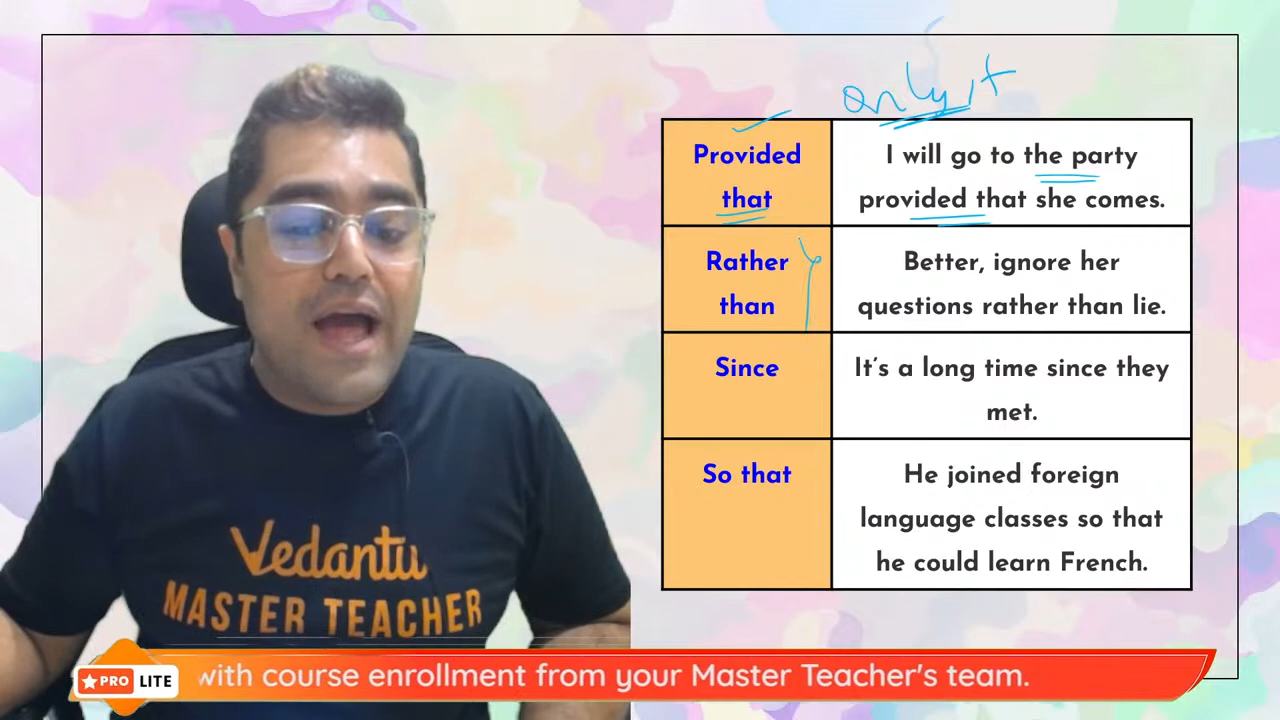 only if
Provided
that
I will go to the party
provided that she comes.
Rather
than
Better, ignore her
questions rather than lie.
Since
It's a long time since they
met.
So that
He joined foreign
language classes so that
he could learn French.
Vedantu
MASTER TEACHER
PRO LITE
with course enrollment from your Master Teacher's team.